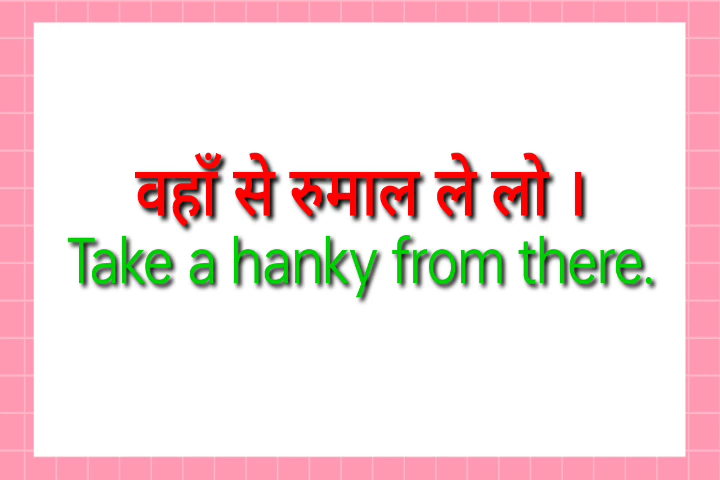 वहाँ से रुमाल ले लो ।
Take a hanky from there.